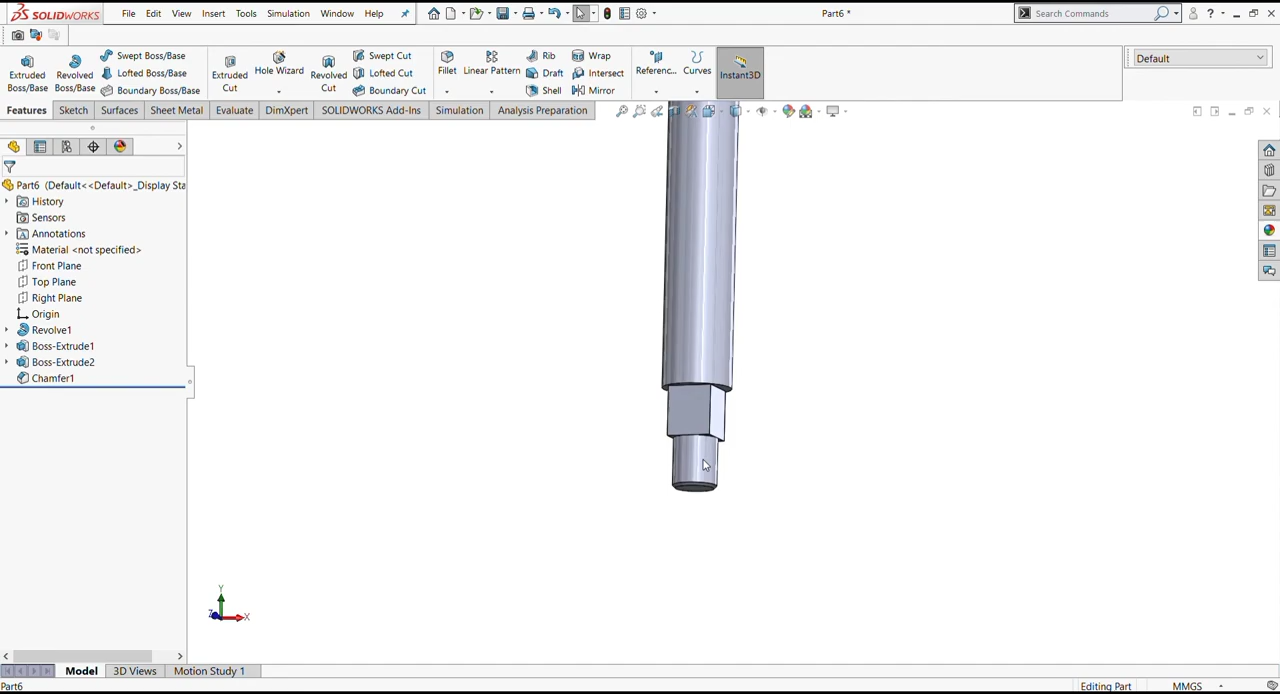 SOLIDWORKS
File Edit View Insert Tools Simulation Window Help
Part6 *
Search Commands
Extruded Boss/Base
Revolved Boss/Base
Swept Boss/Base
Lofted Boss/Base
Boundary Boss/Base
Extruded Cut
Hole Wizard
Revolved Cut
Swept Cut
Lofted Cut
Boundary Cut
Fillet
Linear Pattern
Rib
Draft
Shell
Wrap
Intersect
Mirror
Referenc...
Curves
Instant3D
Default
Features Sketch Surfaces Sheet Metal Evaluate DimXpert SOLIDWORKS Add-Ins Simulation Analysis Preparation
Part6 (Default<<Default>_Display Sta
History
Sensors
Annotations
Material <not specified>
Front Plane
Top Plane
Right Plane
Origin
Revolve1
Boss-Extrude1
Boss-Extrude2
Chamfer1
Y
Z X
Model 3D Views Motion Study 1
Part6
Editing Part MMGS